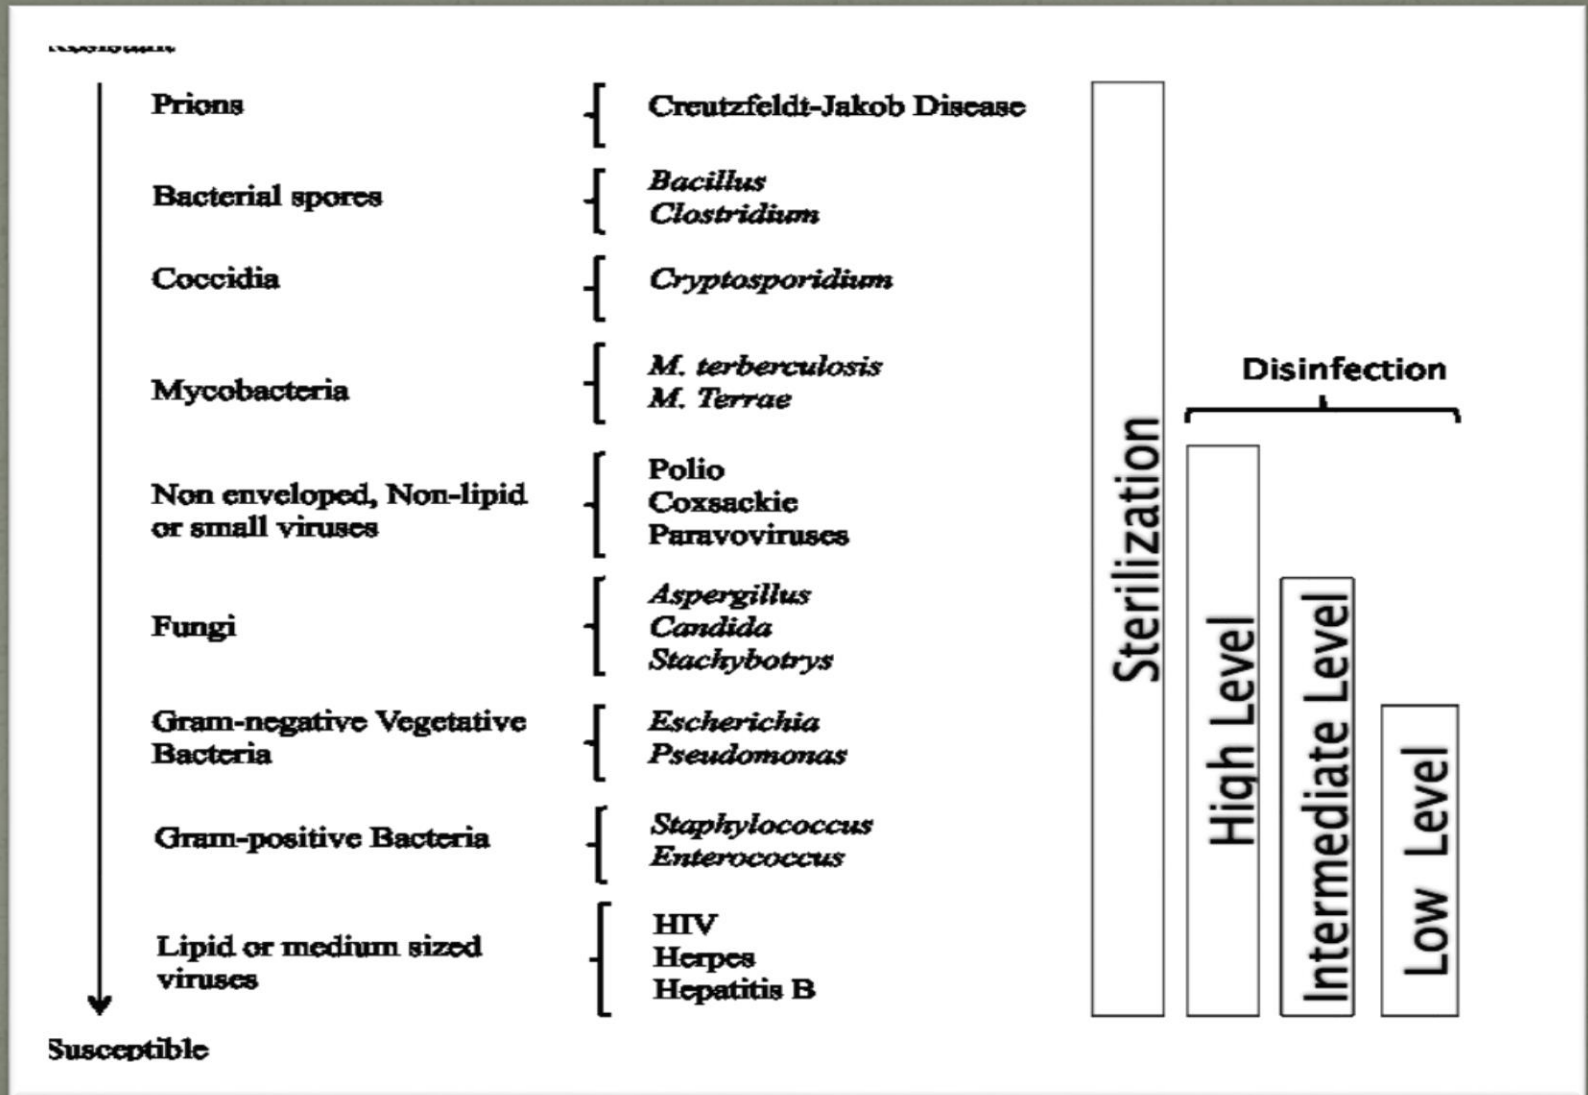 Prions
Creutzfeldt-Jakob Disease
Bacterial spores
Bacillus
Clostridium
Coccidia
Cryptosporidium
Mycobacteria
M. terberculosis
M. Terrae
Non enveloped, Non-lipid
or small viruses
Polio
Coxsackie
Paravoviruses
Fungi
Aspergillus
Candida
Stachybotrys
Gram-negative Vegetative
Bacteria
Escherichia
Pseudomonas
Gram-positive Bacteria
Staphylococcus
Enterococcus
Lipid or medium sized
viruses
HIV
Herpes
Hepatitis B
Susceptible
Disinfection
Sterilization
High Level
Intermediate Level
Low Level